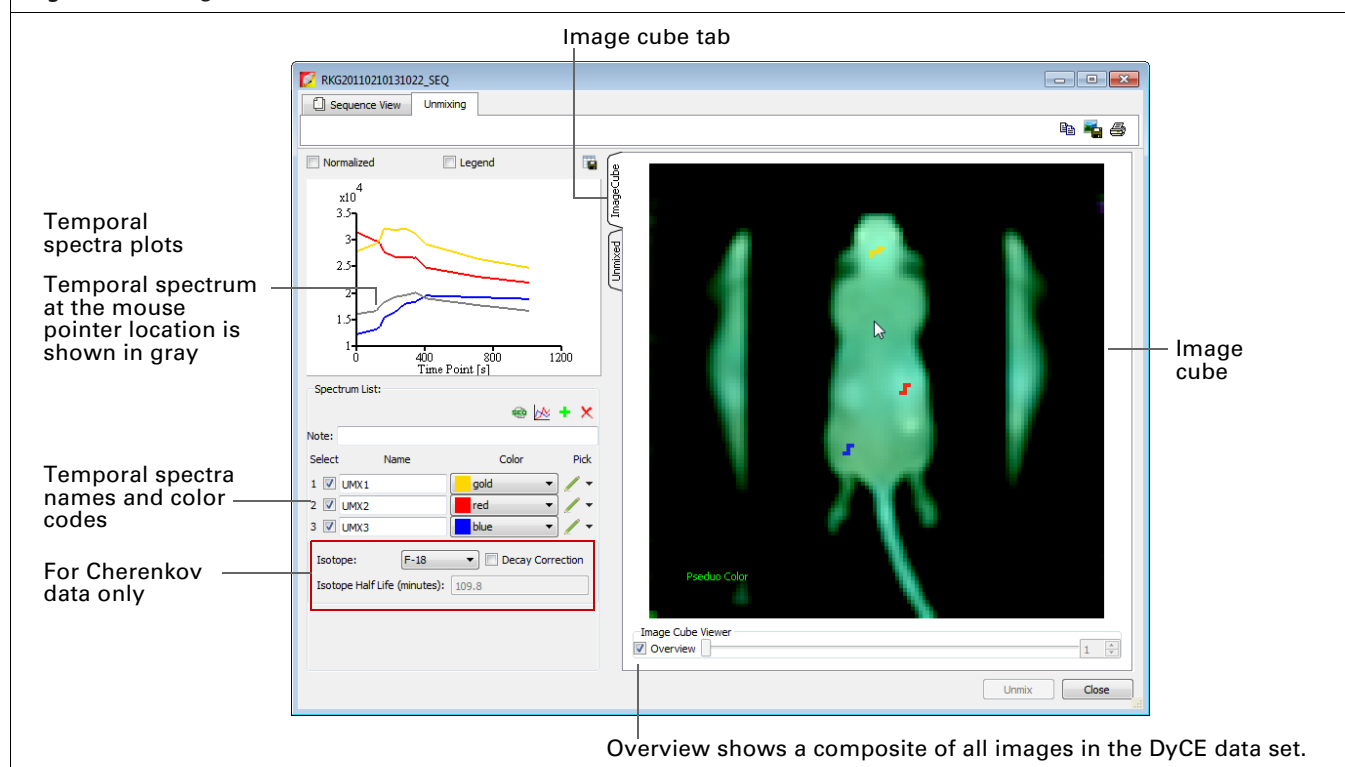 Image cube tab
RKG20110210131022_SEQ
Sequence View
Unmixing
Normalized
Legend
x10
4
3.5
3
2.5
2
1.5
1
0
400
800
1200
Time Point [s]
Temporal
spectra plots
Temporal spectrum
at the mouse
pointer location is
shown in gray
ImageCube
Unmixed
Image
cube
Spectrum List:
SEQ
Note:
Select Name Color Pick
1 UMX1 gold
2 UMX2 red
3 UMX3 blue
Temporal spectra
names and color
codes
For Cherenkov
data only
Isotope: F-18 Decay Correction
Isotope Half Life (minutes): 109.8
Pseduo Color
Image Cube Viewer
Overview 1
Unmix Close
Overview shows a composite of all images in the DyCE data set.